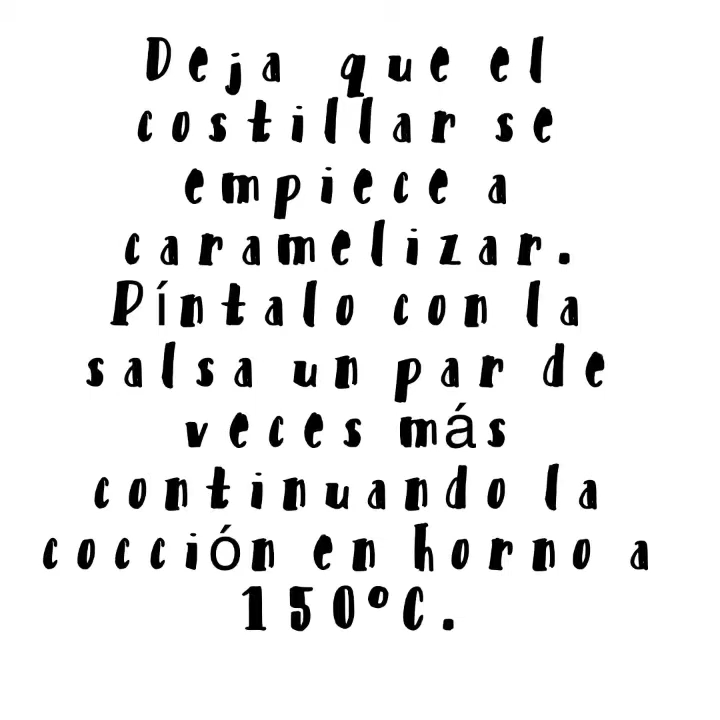 Deja que el
costillar se
empiece a
caramelizar.
Píntalo con la
salsa un par de
veces más
continuando la
cocción en horno a
150ºC.